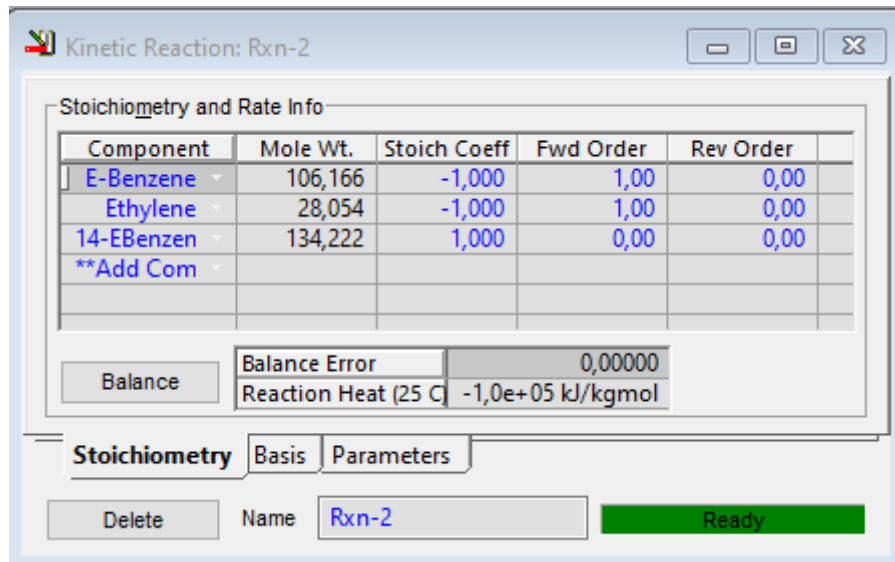 Kinetic Reaction: Rxn-2
Stoichiometry and Rate Info
Component Mole Wt. Stoich Coeff Fwd Order Rev Order
E-Benzene 106,166 -1,000 1,00 0,00
Ethylene 28,054 -1,000 1,00 0,00
14-EBenzen 134,222 1,000 0,00 0,00
**Add Com
Balance
Balance Error 0,00000
Reaction Heat (25 C) -1,0e+05 kJ/kgmol
Stoichiometry Basis Parameters
Delete Name Rxn-2 Ready